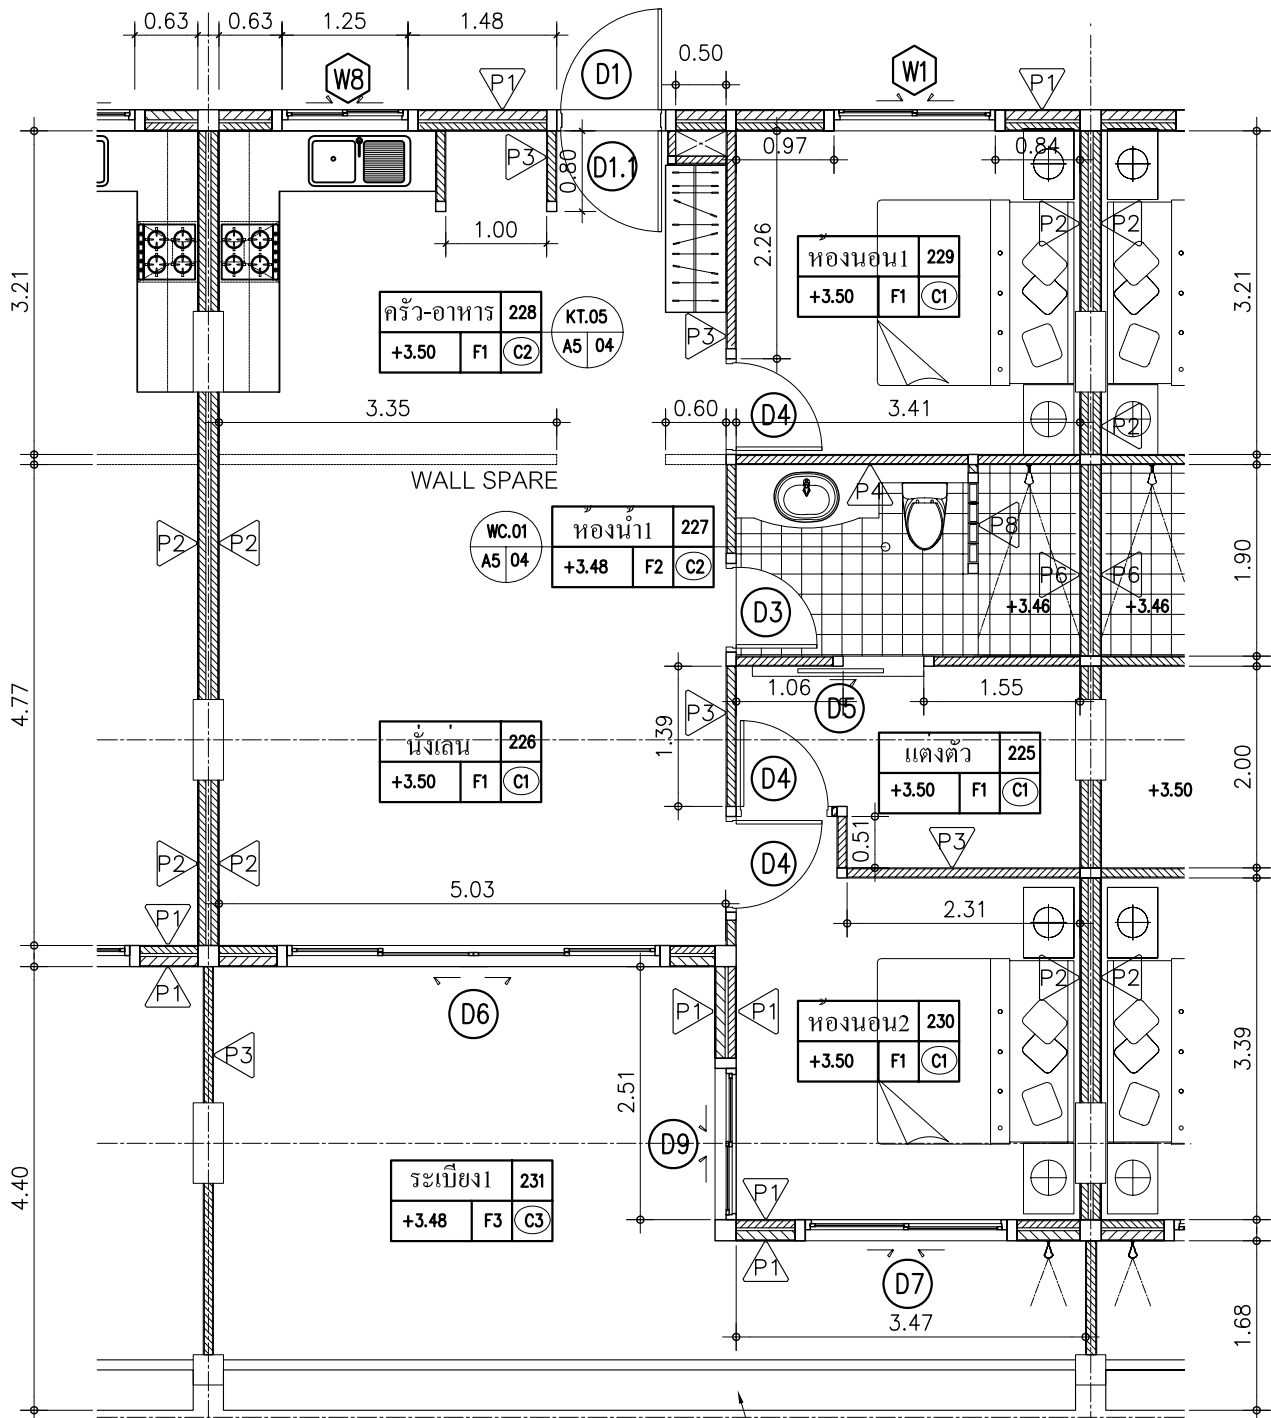 0.63 0.63 1.25 1.48
0.50
W8 P1 D1 W1 P1
P3 0.80 D1.1 0.97 0.84
1.00 2.26 P2 P2
3.21 3.21
ห้องนอน1 229
+3.50 F1 C1
ครัว-อาหาร 228
+3.50 F1 C2
KT.05
A5 04
P3
3.35 0.60 D4 3.41 P2
WALL SPARE
P4
WC.01
A5 04
ห้องน้ำ1 227
+3.48 F2 C2
P8
P2 P2 P6 P6 1.90
D3 +3.46 +3.46
4.77 P3 1.39 1.06 D5 1.55
นั่งเล่น 226
+3.50 F1 C1
แต่งตัว 225
+3.50 F1 C1
D4 +3.50 2.00
P2 P2 D4 0.51 P3
5.03 2.31
P1
P1 D6 P1 P1 P2 P2
ห้องนอน2 230
+3.50 F1 C1
P3 2.51 3.39
D9
4.40
ระเบียง1 231
+3.48 F3 C3
P1
P1 D7
3.47 1.68